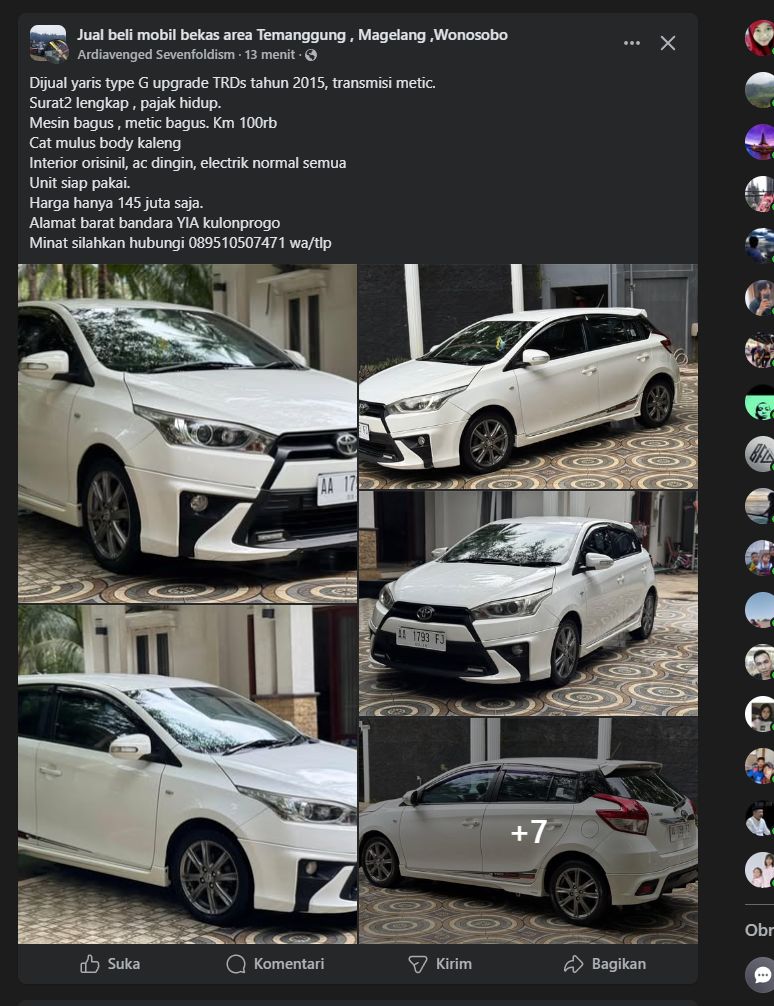 Jual beli mobil bekas area Temanggung , Magelang ,Wonosobo
Ardiavenged Sevenfoldism · 13 menit ·
Dijual yaris type G upgrade TRDs tahun 2015, transmisi metic.
Surat2 lengkap , pajak hidup.
Mesin bagus , metic bagus. Km 100rb
Cat mulus body kaleng
Interior orisinil, ac dingin, electrik normal semua
Unit siap pakai.
Harga hanya 145 juta saja.
Alamat barat bandara YIA kulonprogo
Minat silahkan hubungi 089510507471 wa/tlp
AA 17
AA 1793 FJ
+7
Suka
Komentari
Kirim
Bagikan
Obr